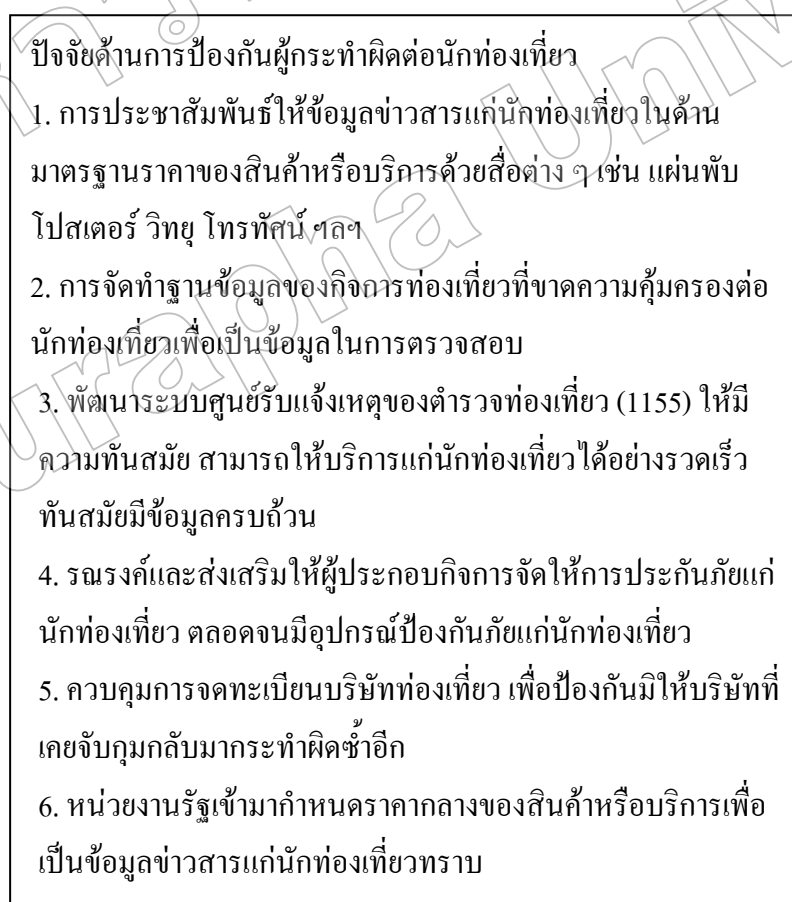 ปัจจัยด้านการป้องกันผู้กระทำผิดต่อนักท่องเที่ยว
1. การประชาสัมพันธ์ให้ข้อมูลข่าวสารแก่นักท่องเที่ยวในด้าน
มาตรฐานราคาของสินค้าหรือบริการด้วยสื่อต่าง ๆ เช่น แผ่นพับ
โปสเตอร์ วิทยุ โทรทัศน์ ฯลฯ
2. การจัดทำฐานข้อมูลของกิจการท่องเที่ยวที่ขาดความคุ้มครองต่อ
นักท่องเที่ยวเพื่อเป็นข้อมูลในการตรวจสอบ
3. พัฒนาระบบศูนย์รับแจ้งเหตุของตำรวจท่องเที่ยว (1155) ให้มี
ความทันสมัย สามารถให้บริการแก่นักท่องเที่ยวได้อย่างรวดเร็ว
ทันสมัยมีข้อมูลครบถ้วน
4. รณรงค์และส่งเสริมให้ผู้ประกอบกิจการจัดให้การประกันภัยแก่
นักท่องเที่ยว ตลอดจนมีอุปกรณ์ป้องกันภัยแก่นักท่องเที่ยว
5. ควบคุมการจดทะเบียนบริษัทท่องเที่ยว เพื่อป้องกันมิให้บริษัทที่
เคยจับกุมกลับมากระทำผิดซ้ำอีก
6. หน่วยงานรัฐเข้ามากำหนดราคากลางของสินค้าหรือบริการเพื่อ
เป็นข้อมูลข่าวสารแก่นักท่องเที่ยวทราบ
urapha Univ